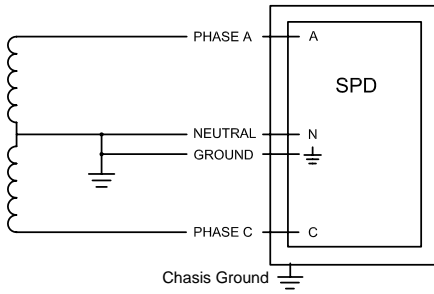 PHASE A A
SPD
NEUTRAL N
GROUND
PHASE C C
Chasis Ground